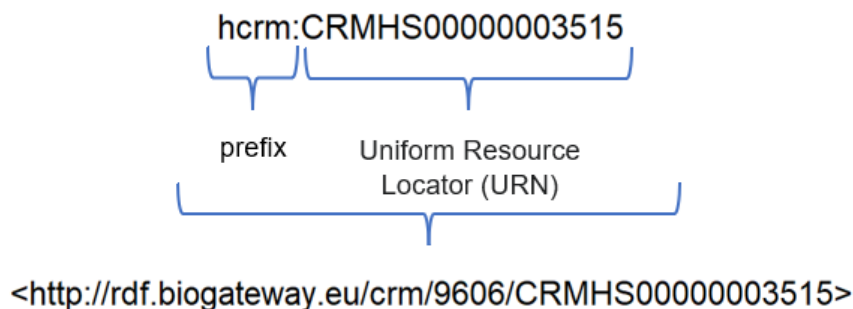 hcrm:CRMHS00000003515
prefix
Uniform Resource
Locator (URN)
<http://rdf.biogateway.eu/crm/9606/CRMHS00000003515>